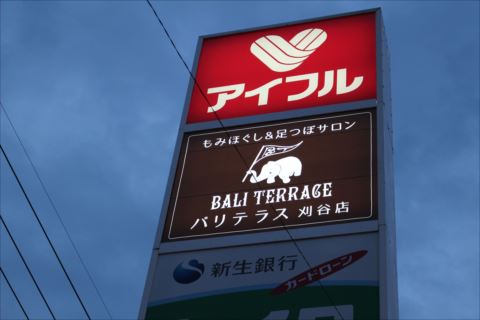 アイフル
もみほぐし&足つぼサロン
BALI TERRACE
バリテラス 刈谷店
新生銀行
カードローン